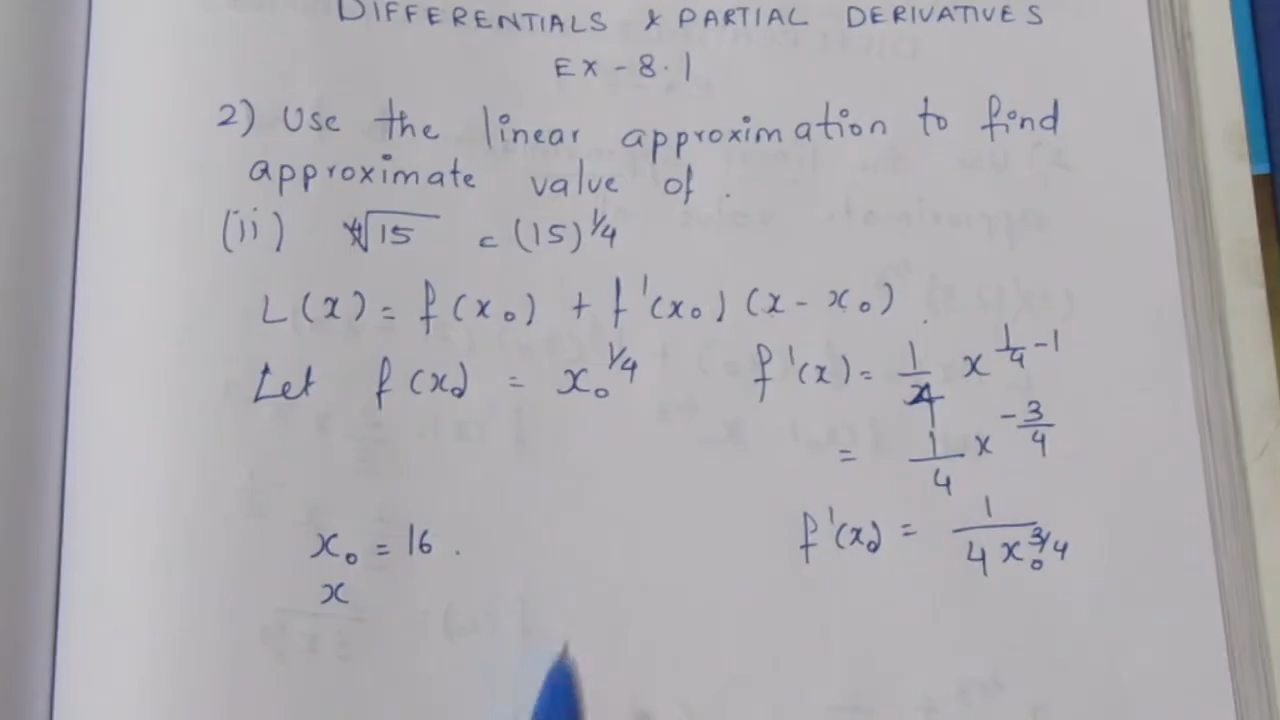 DIFFERENTIALS & PARTIAL DERIVATIVES
EX - 8.1
2) Use the linear approximation to find
approximate value of .
(ii) ∜15 = (15)^1/4
L(x) = f(x₀) + f'(x₀) (x - x₀)
Let f(x₀) = x₀^1/4
f'(x) = 1/4 x^(1/4 - 1)
= 1/4 x^(-3/4)
x₀ = 16 .
f'(x₀) = 1/(4 x₀^3/4)
x